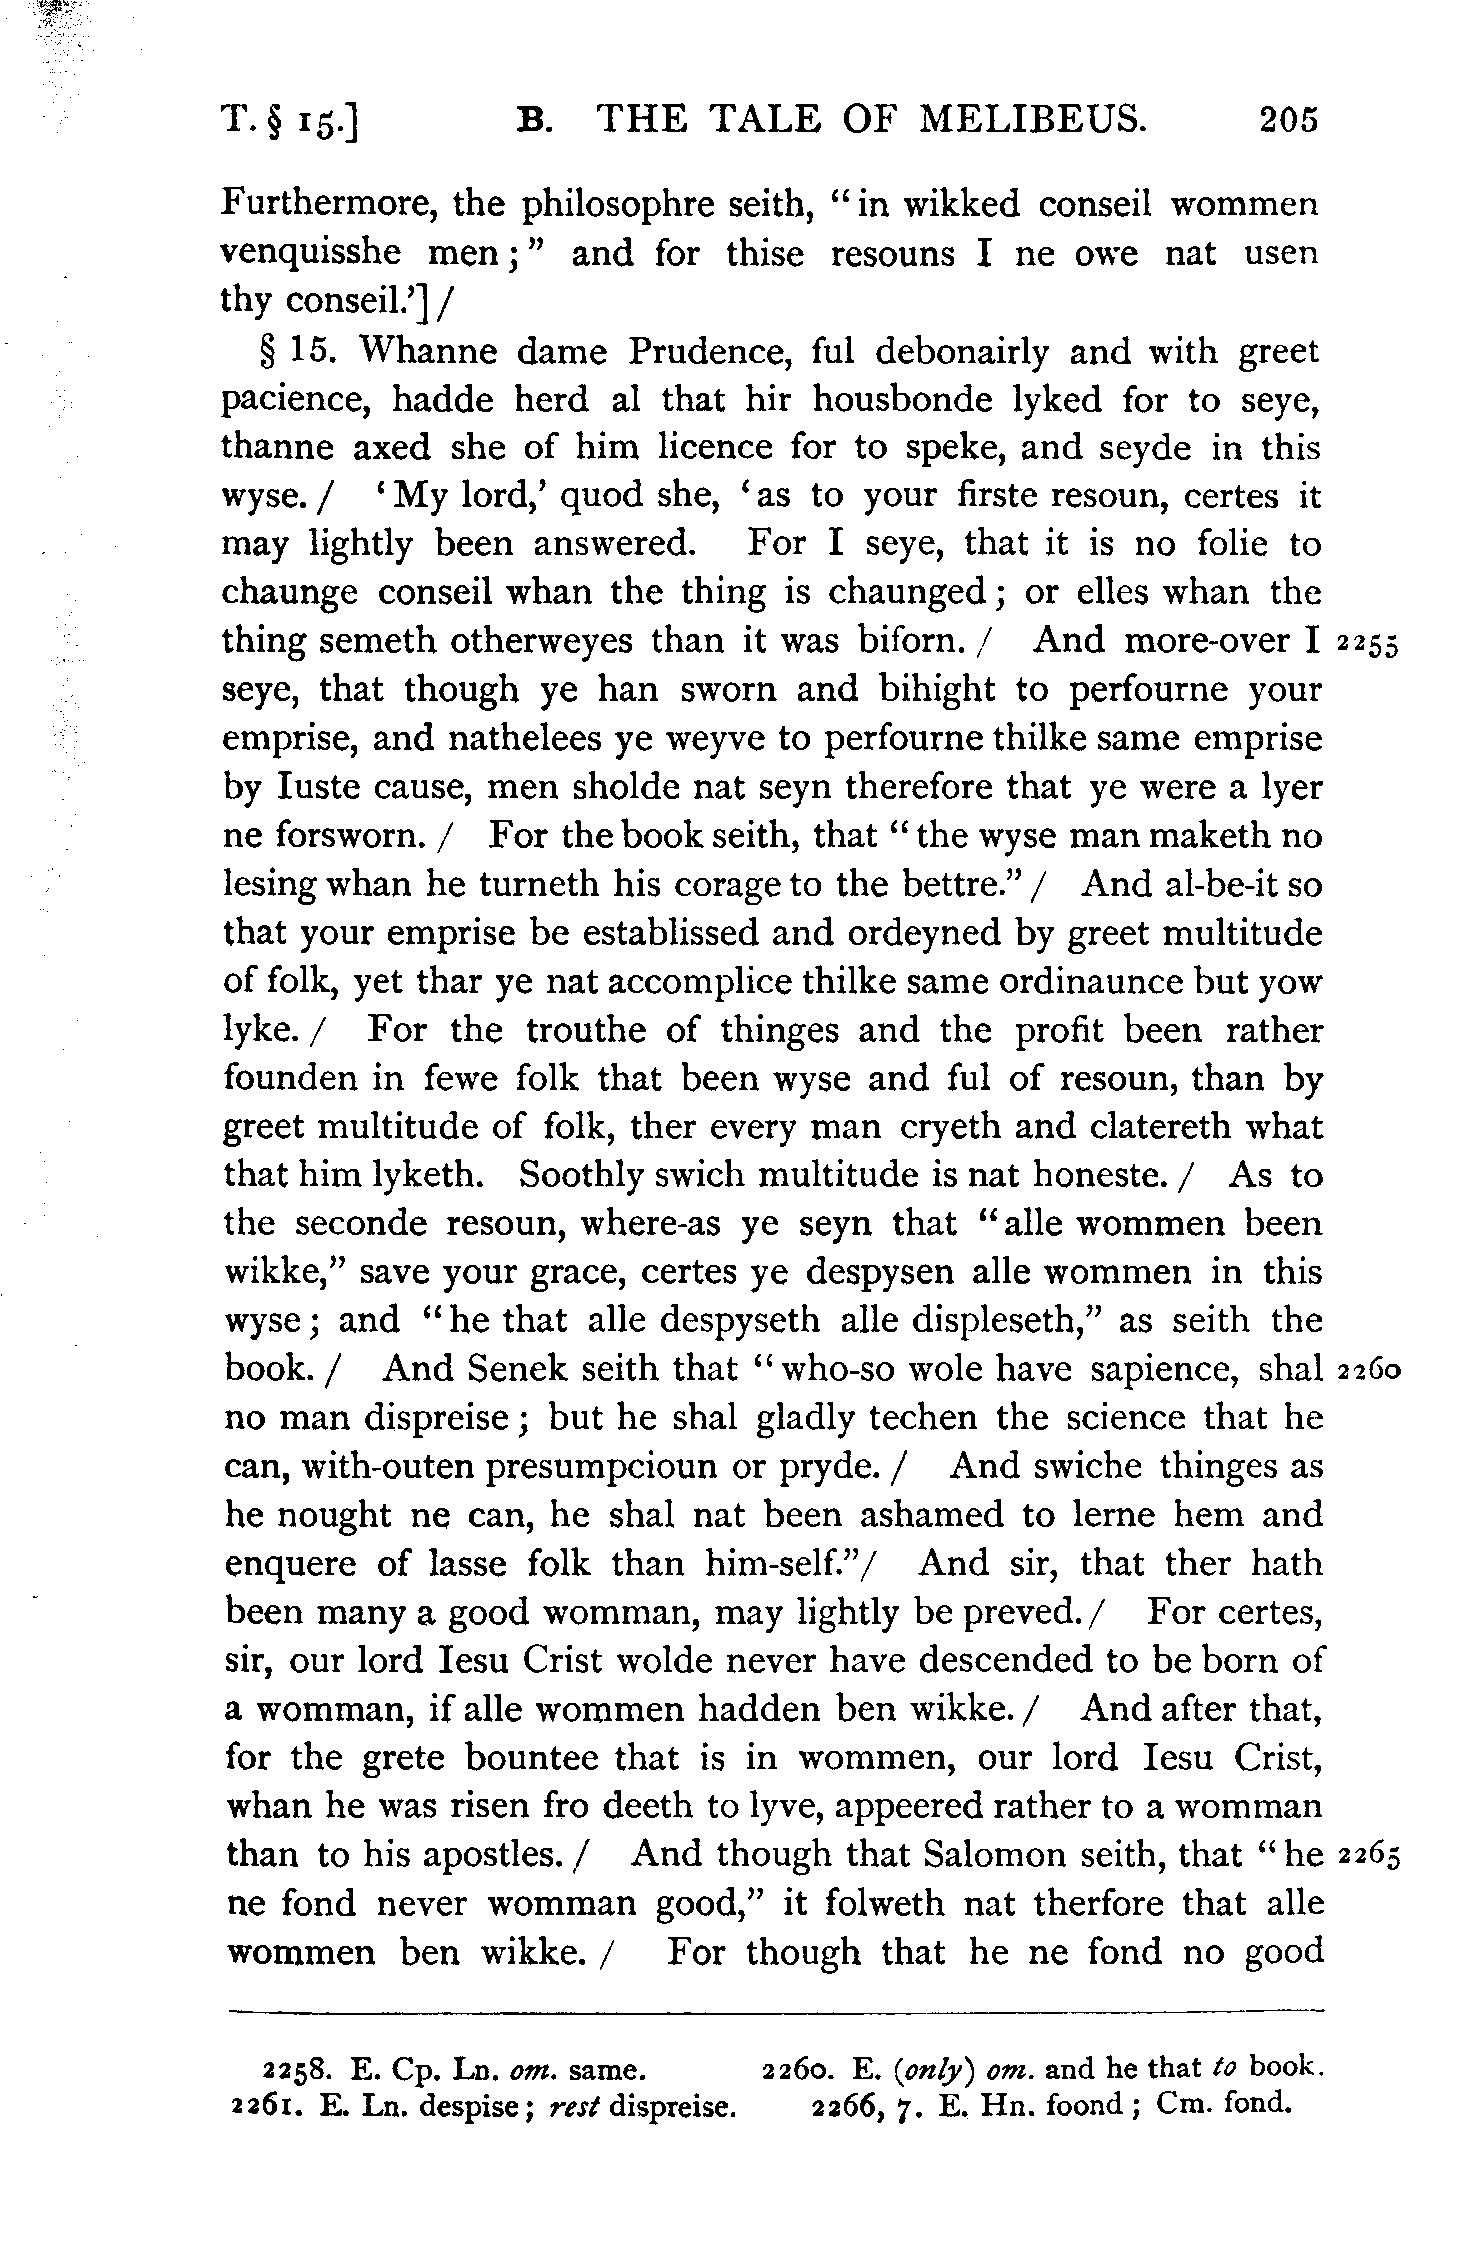 T. § 15.] B. THE TALE OF MELIBEUS. 205
Furthermore, the philosophre seith, “in wikked conseil wommen
venquisshe men;” and for thise resouns I ne owe nat usen
thy conseil.’] /
§ 15. Whanne dame Prudence, ful debonairly and with greet
pacience, hadde herd al that hir housbonde lyked for to seye,
thanne axed she of him licence for to speke, and seyde in this
wyse. / ‘My lord,’ quod she, ‘as to your firste resoun, certes it
may lightly been answered. For I seye, that it is no folie to
chaunge conseil whan the thing is chaunged; or elles whan the
thing semeth otherweyes than it was biforn. / And more-over I 2255
seye, that though ye han sworn and bihight to perfourne your
emprise, and nathelees ye weyve to perfourne thilke same emprise
by Iuste cause, men sholde nat seyn therefore that ye were a lyer
ne forsworn. / For the book seith, that “the wyse man maketh no
lesing whan he turneth his corage to the bettre.” / And al-be-it so
that your emprise be establissed and ordeyned by greet multitude
of folk, yet thar ye nat accomplice thilke same ordinaunce but yow
lyke. / For the trouthe of thinges and the profit been rather
founden in fewe folk that been wyse and ful of resoun, than by
greet multitude of folk, ther every man cryeth and clatereth what
that him lyketh. Soothly swich multitude is nat honeste. / As to
the seconde resoun, where-as ye seyn that “alle wommen been
wikke,” save your grace, certes ye despysen alle wommen in this
wyse; and “he that alle despyseth alle displeseth,” as seith the
book. / And Senek seith that “who-so wole have sapience, shal 2260
no man dispreise; but he shal gladly techen the science that he
can, with-outen presumpcioun or pryde. / And swiche thinges as
he nought ne can, he shal nat been ashamed to lerne hem and
enquere of lasse folk than him-self.”/ And sir, that ther hath
been many a good womman, may lightly be preved. / For certes,
sir, our lord Iesu Crist wolde never have descended to be born of
a womman, if alle wommen hadden ben wikke. / And after that,
for the grete bountee that is in wommen, our lord Iesu Crist,
whan he was risen fro deeth to lyve, appeered rather to a womman
than to his apostles. / And though that Salomon seith, that “he 2265
ne fond never womman good,” it folweth nat therfore that alle
wommen ben wikke. / For though that he ne fond no good
2258. E. Cp. Ln. om. same. 2260. E. (only) om. and he that to book.
2261. E. Ln. despise; rest dispreise. 2266, 7. E. Hn. foond; Cm. fond.